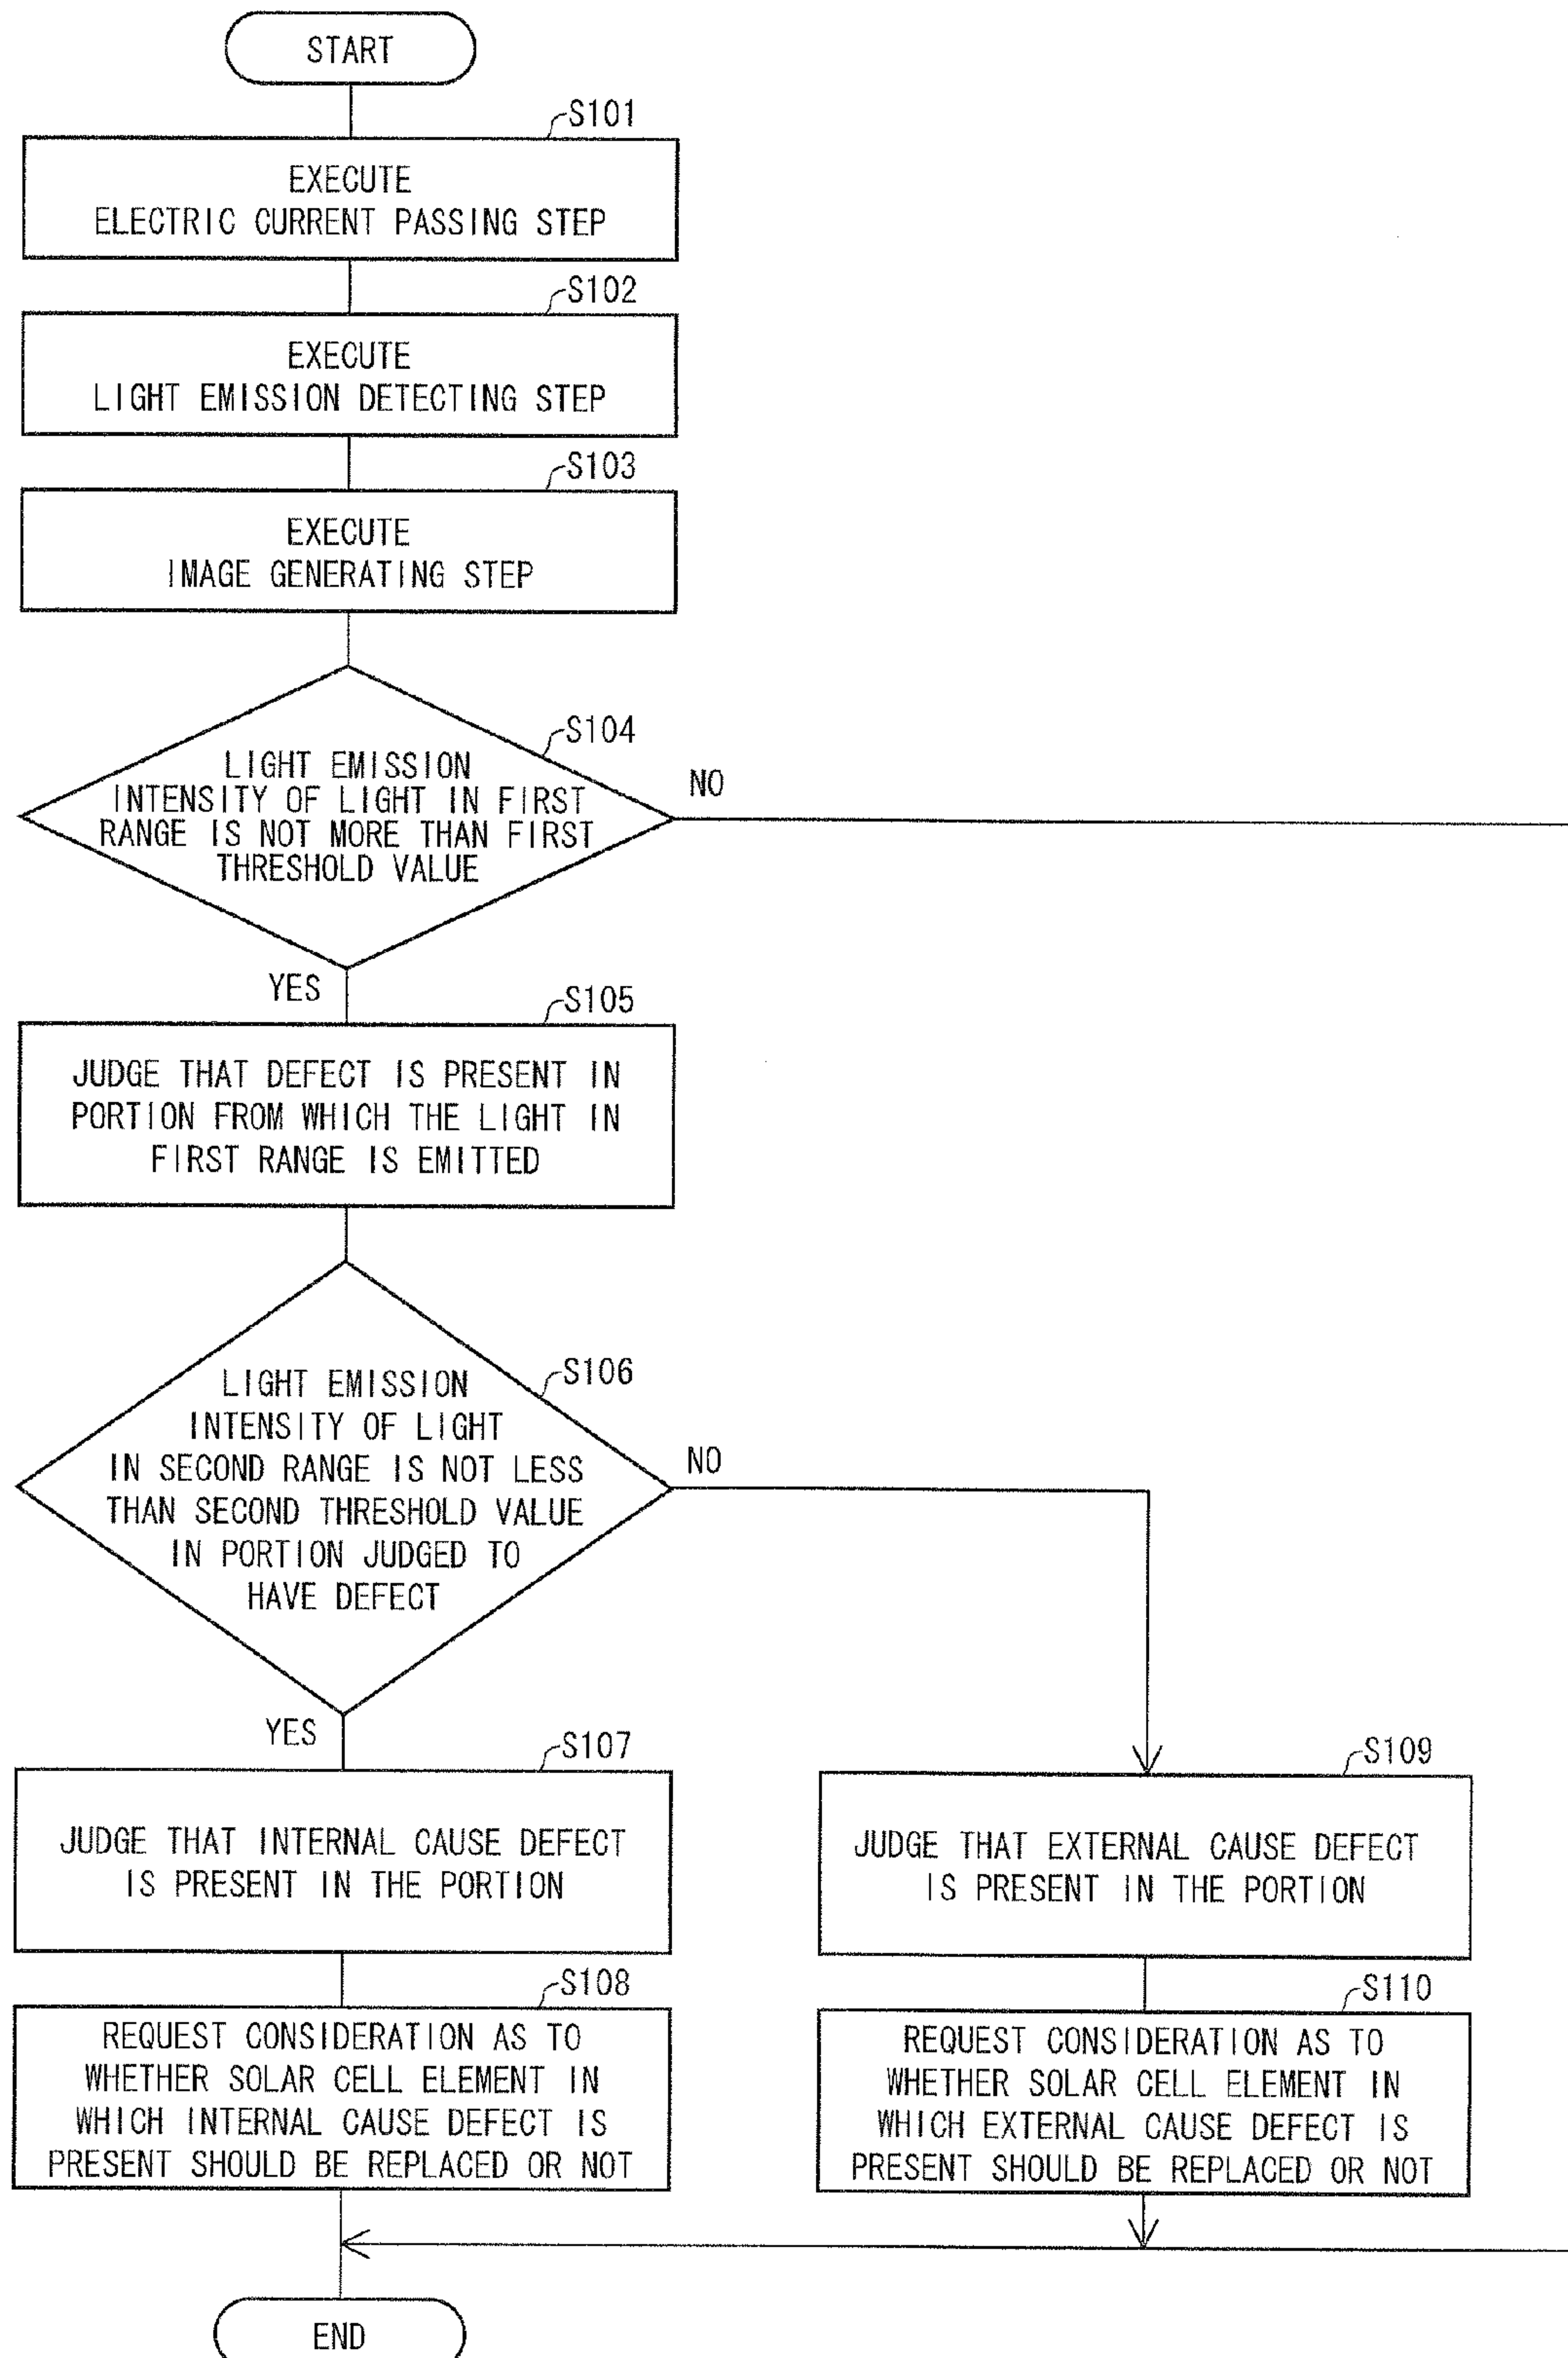 START
S101
EXECUTE
ELECTRIC CURRENT PASSING STEP
S102
EXECUTE
LIGHT EMISSION DETECTING STEP
S103
EXECUTE
IMAGE GENERATING STEP
S104
LIGHT EMISSION
INTENSITY OF LIGHT IN FIRST
RANGE IS NOT MORE THAN FIRST
THRESHOLD VALUE
NO
YES
S105
JUDGE THAT DEFECT IS PRESENT IN
PORTION FROM WHICH THE LIGHT IN
FIRST RANGE IS EMITTED
S106
LIGHT EMISSION
INTENSITY OF LIGHT
IN SECOND RANGE IS NOT LESS
THAN SECOND THRESHOLD VALUE
IN PORTION JUDGED TO
HAVE DEFECT
NO
YES
S107
JUDGE THAT INTERNAL CAUSE DEFECT
IS PRESENT IN THE PORTION
S109
JUDGE THAT EXTERNAL CAUSE DEFECT
IS PRESENT IN THE PORTION
S108
REQUEST CONSIDERATION AS TO
WHETHER SOLAR CELL ELEMENT IN
WHICH INTERNAL CAUSE DEFECT IS
PRESENT SHOULD BE REPLACED OR NOT
S110
REQUEST CONSIDERATION AS TO
WHETHER SOLAR CELL ELEMENT IN
WHICH EXTERNAL CAUSE DEFECT IS
PRESENT SHOULD BE REPLACED OR NOT
END